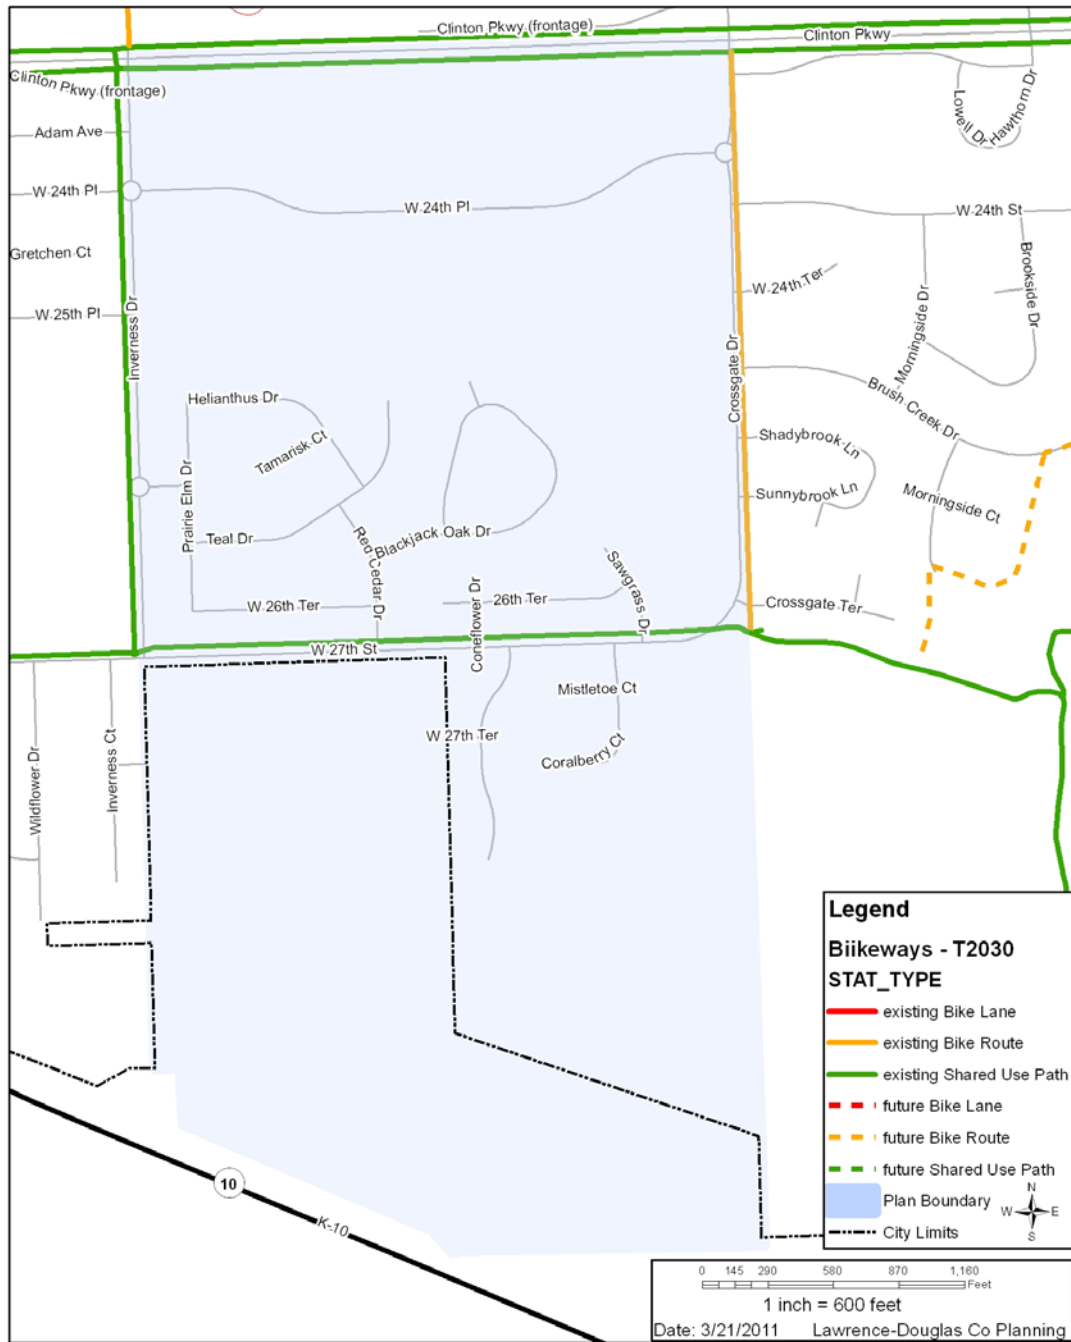 Clinton Pkwy (frontage)
Clinton Pkwy
Clinton Pkwy (frontage)
Adam Ave
Lowell Dr
Hawthorn Dr
W 24th Pl
W 24th Pl
W 24th St
Gretchen Ct
Brookside Dr
W 24th Ter
W 25th Pl
Inverness Dr
Morningside Dr
Crossgate Dr
Helianthus Dr
Brush Creek Dr
Tamarisk Ct
Shadybrook Ln
Prairie Elm Dr
Sunnybrook Ln
Morningside Ct
Teal Dr
Red Cedar Dr
Blackjack Oak Dr
Sawgrass Dr
W 26th Ter
Coneflower Dr
26th Ter
Crossgate Ter
W 27th St
Mistletoe Ct
W 27th Ter
Coralberry Ct
Wildflower Dr
Inverness Ct
10
K-10
Legend
Biikeways - T2030
STAT_TYPE
existing Bike Lane
existing Bike Route
existing Shared Use Path
future Bike Lane
future Bike Route
future Shared Use Path
Plan Boundary
N
W E
S
City Limits
0 145 290 580 870 1,160
Feet
1 inch = 600 feet
Date: 3/21/2011 Lawrence-Douglas Co Planning